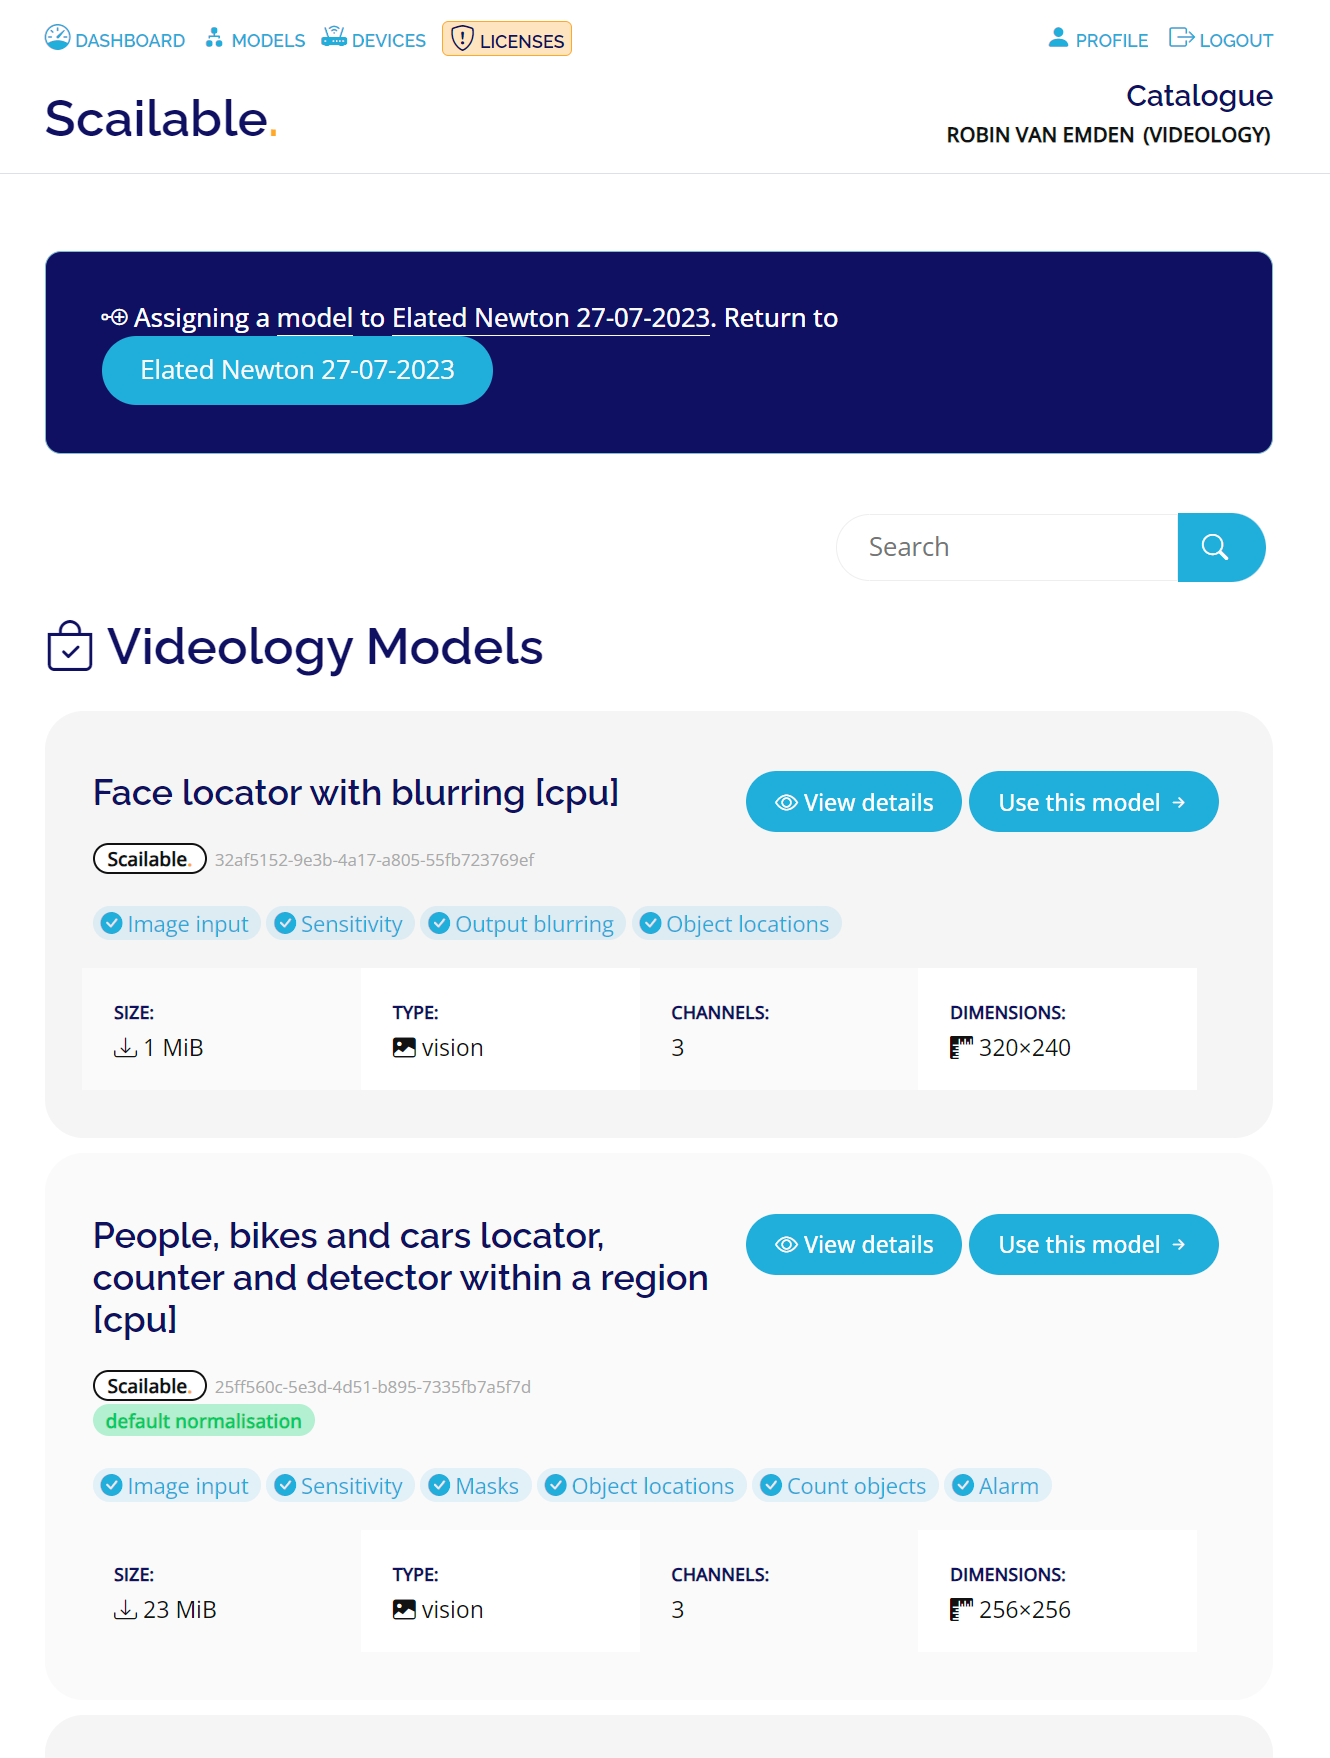 DASHBOARD MODELS DEVICES LICENSES PROFILE LOGOUT
Scailable.
Catalogue
ROBIN VAN EMDEN (VIDEOLOGY)
Assigning a model to Elated Newton 27-07-2023. Return to
Elated Newton 27-07-2023
Search
Videology Models
Face locator with blurring [cpu]
View details Use this model →
Scailable. 32af5152-9e3b-4a17-a805-55fb723769ef
Image input Sensitivity Output blurring Object locations
SIZE: TYPE: CHANNELS: DIMENSIONS:
1 MiB vision 3 320×240
People, bikes and cars locator,
counter and detector within a region
[cpu]
View details Use this model →
Scailable. 25ff560c-5e3d-4d51-b895-7335fb7a5f7d
default normalisation
Image input Sensitivity Masks Object locations Count objects Alarm
SIZE: TYPE: CHANNELS: DIMENSIONS:
23 MiB vision 3 256×256